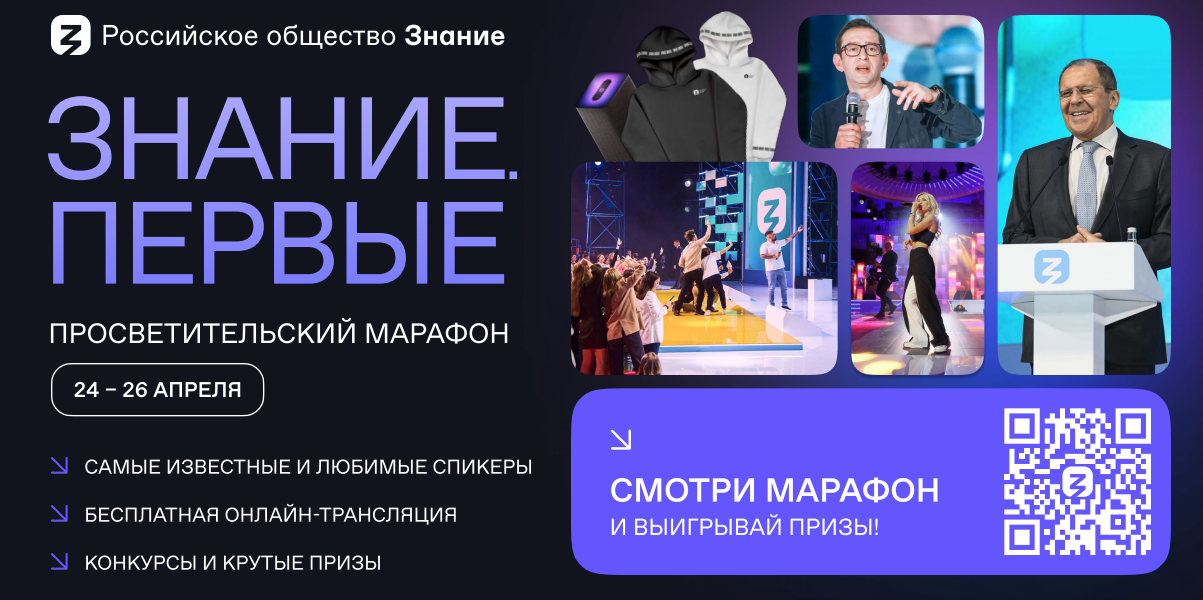 Российское общество Знание
ЗНАНИЕ.
ПЕРВЫЕ
ПРОСВЕТИТЕЛЬСКИЙ МАРАФОН
24 – 26 АПРЕЛЯ
САМЫЕ ИЗВЕСТНЫЕ И ЛЮБИМЫЕ СПИКЕРЫ
БЕСПЛАТНАЯ ОНЛАЙН-ТРАНСЛЯЦИЯ
КОНКУРСЫ И КРУТЫЕ ПРИЗЫ
СМОТРИ МАРАФОН
И ВЫИГРЫВАЙ ПРИЗЫ!